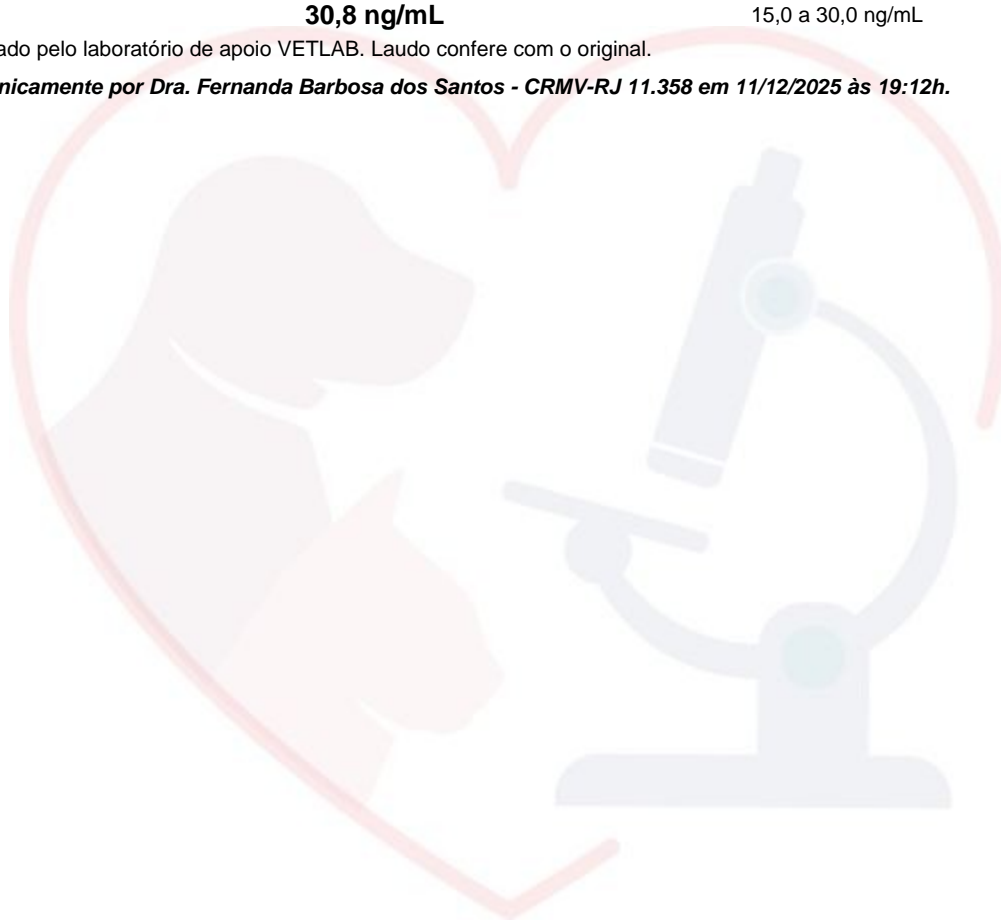 30,8 ng/mL 15,0 a 30,0 ng/mL
ado pelo laboratório de apoio VETLAB. Laudo confere com o original.
nicamente por Dra. Fernanda Barbosa dos Santos - CRMV-RJ 11.358 em 11/12/2025 às 19:12h.